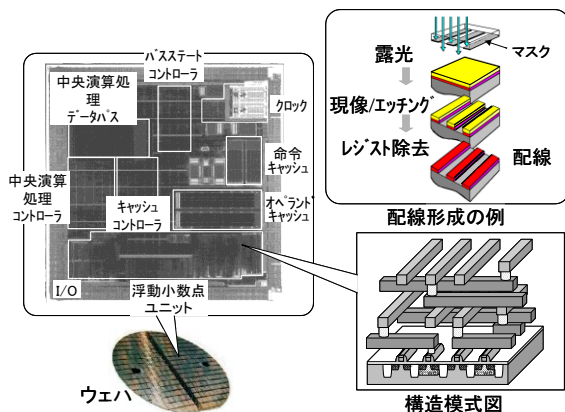 バスステート
コントローラ
中央演算処
理
データパス
クロック
命令
キャッシュ
中央演算
処理
コントローラ
キャッシュ
コントローラ
オペランド
キャッシュ
I/O
浮動小数点
ユニット
ウェハ
マスク
露光
現像/エッチング
レジスト除去
配線
配線形成の例
構造模式図